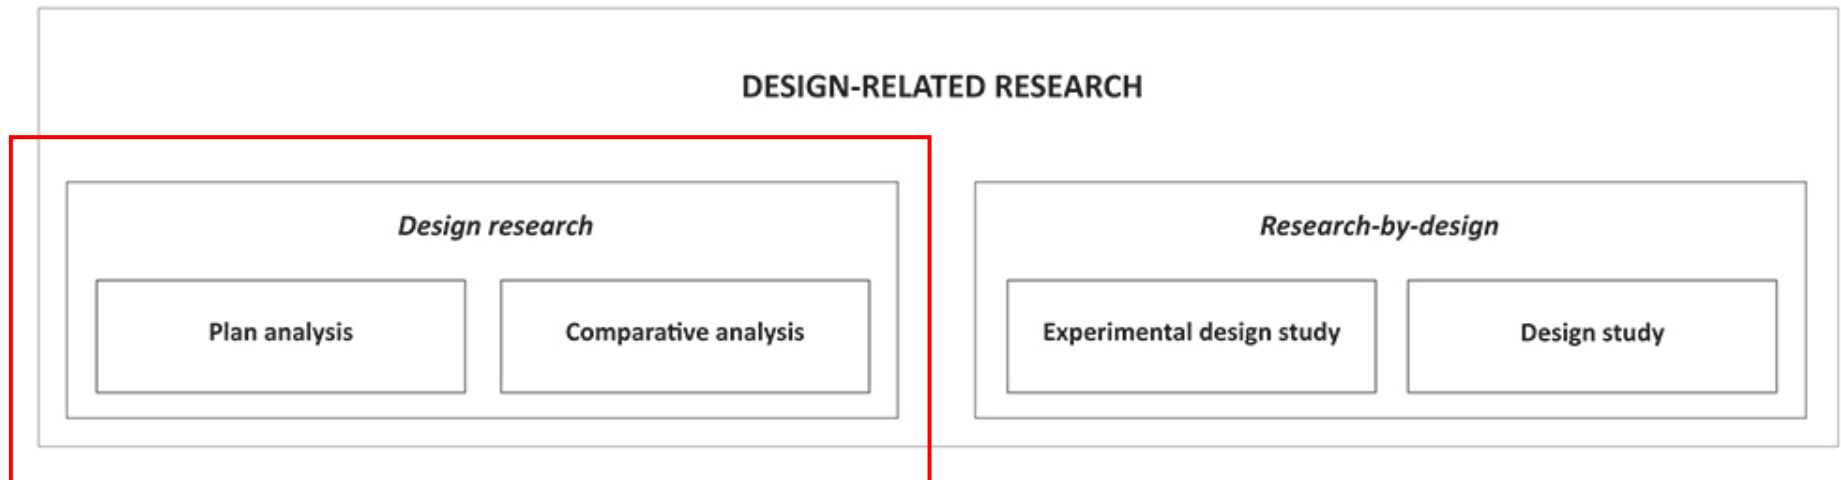 DESIGN-RELATED RESEARCH
Design research
Plan analysis
Comparative analysis
Research-by-design
Experimental design study
Design study